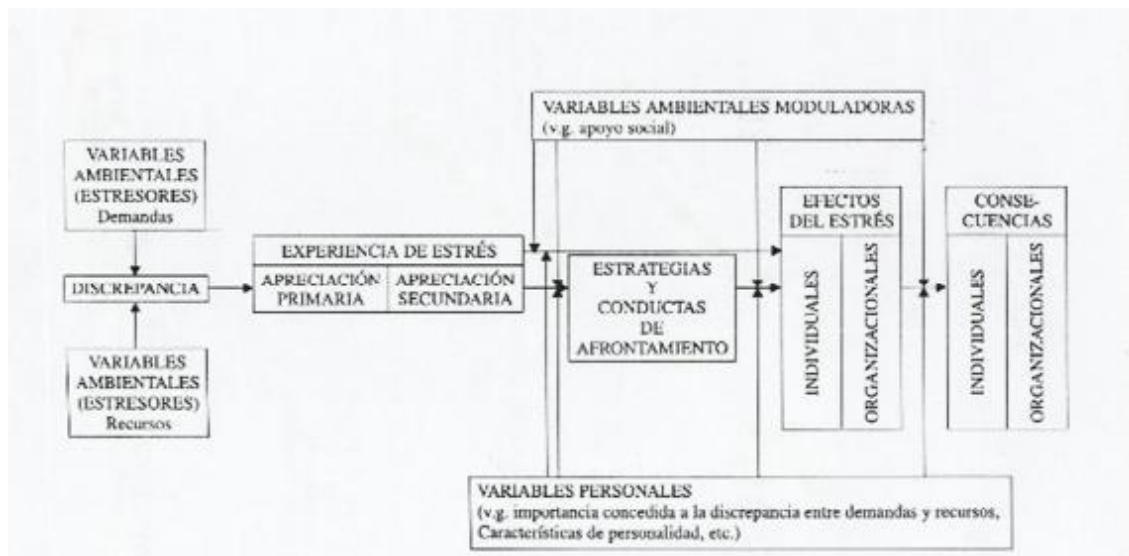 VARIABLES AMBIENTALES MODULADORAS
(v.g. apoyo social)
VARIABLES
AMBIENTALES
(ESTRESORES)
Demandas
DISCREPANCIA
VARIABLES
AMBIENTALES
(ESTRESORES)
Recursos
EXPERIENCIA DE ESTRÉS
APRECIACIÓN
PRIMARIA
APRECIACIÓN
SECUNDARIA
ESTRATEGIAS
Y
CONDUCTAS
DE
AFRONTAMIENTO
EFECTOS
DEL ESTRÉS
INDIVIDUALES
ORGANIZACIONALES
CONSE-
CUENCIAS
INDIVIDUALES
ORGANIZACIONALES
VARIABLES PERSONALES
(v.g. importancia concedida a la discrepancia entre demandas y recursos,
Características de personalidad, etc.)